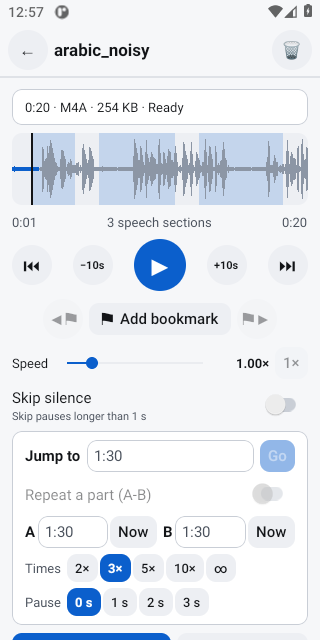 12:57
arabic_noisy
0:20 · M4A · 254 KB · Ready
0:01 3 speech sections 0:20
−10s +10s
Add bookmark
Speed 1.00× 1×
Skip silence
Skip pauses longer than 1 s
Jump to 1:30 Go
Repeat a part (A-B)
A 1:30 Now B 1:30 Now
Times 2× 3× 5× 10× ∞
Pause 0 s 1 s 2 s 3 s